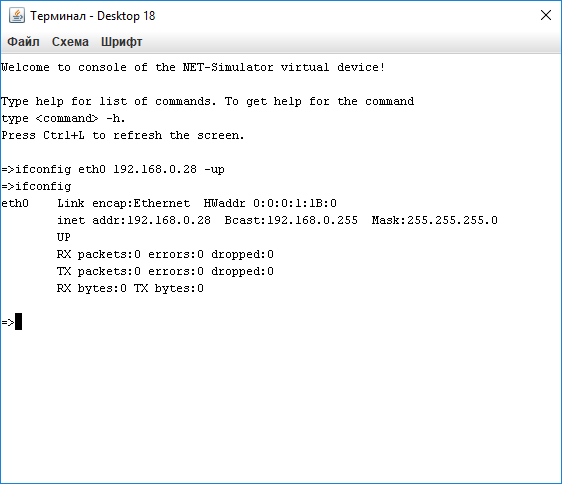 Терминал - Desktop 18
Файл Схема Шрифт
Welcome to console of the NET-Simulator virtual device!
Type help for list of commands. To get help for the command
type <command> -h.
Press Ctrl+L to refresh the screen.
=>ifconfig eth0 192.168.0.28 -up
=>ifconfig
eth0    Link encap:Ethernet  HWaddr 0:0:0:1:1B:0
        inet addr:192.168.0.28  Bcast:192.168.0.255  Mask:255.255.255.0
        UP
        RX packets:0 errors:0 dropped:0
        TX packets:0 errors:0 dropped:0
        RX bytes:0 TX bytes:0
=>